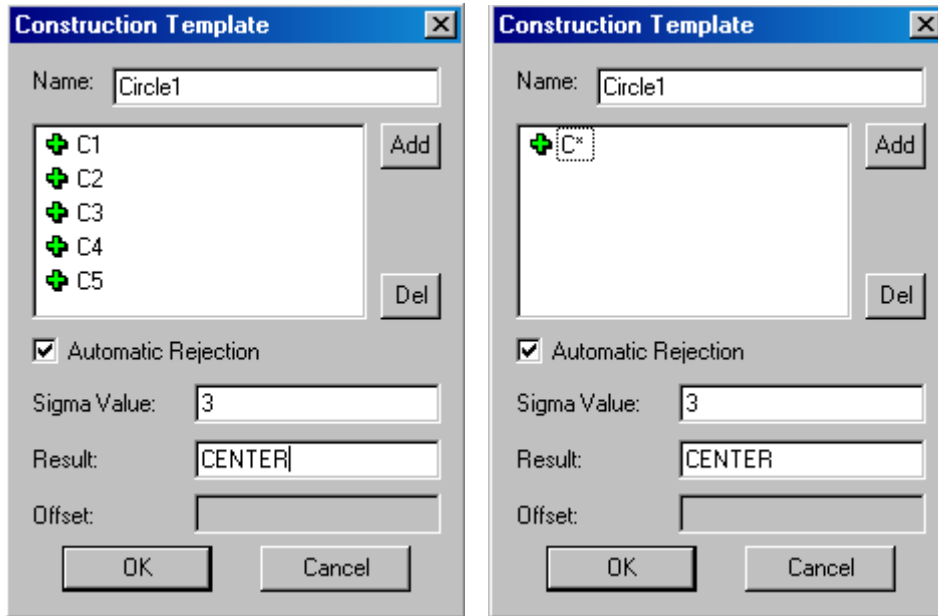 Construction Template
Name: Circle1
C1
Add
C2
C3
C4
C5
Del
Automatic Rejection
Sigma Value: 3
Result: CENTER
Offset:
OK Cancel
Construction Template
Name: Circle1
C*
Add
Del
Automatic Rejection
Sigma Value: 3
Result: CENTER
Offset:
OK Cancel